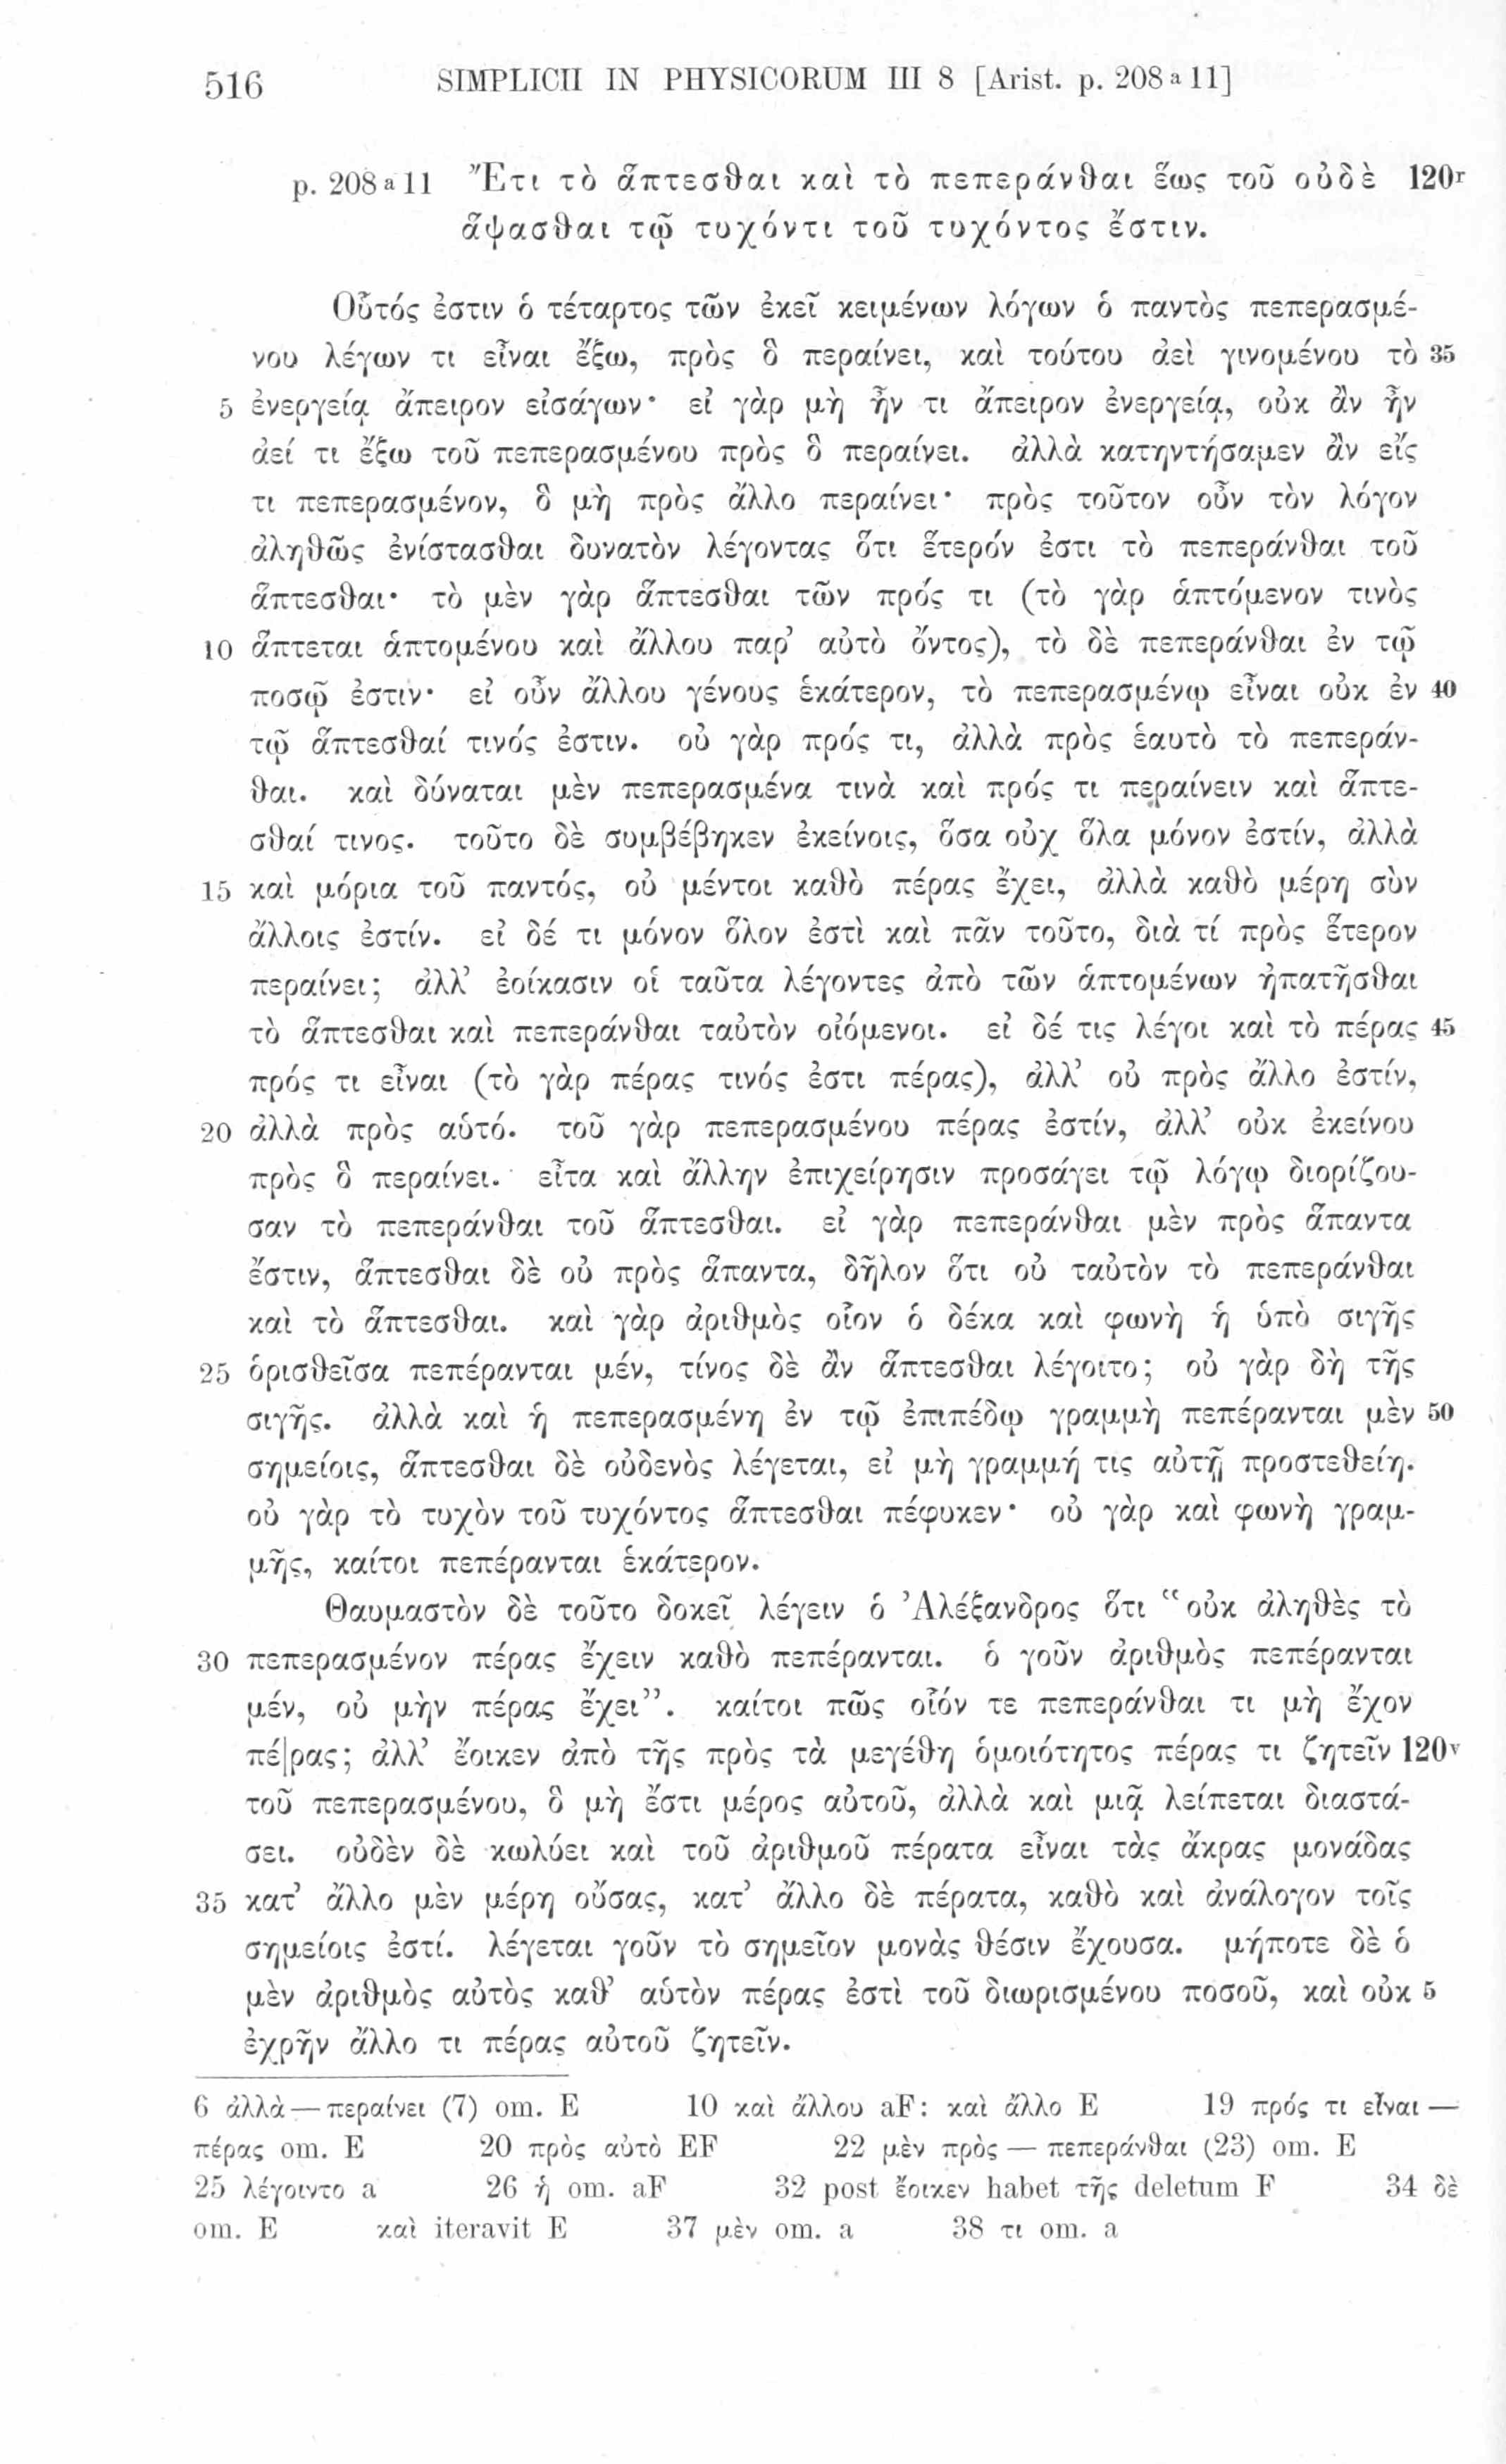 516 SIMPLICII IN PHYSICORUM III 8 [Arist. p. 208 a 11]
p. 208 a 11 Ἔτι τὸ ἅπτεσθαι καὶ τὸ πεπεράνθαι ἕως τοῦ οὐδὲ 120r
ἅψασθαι τῷ τυχόντι τοῦ τυχόντος ἔστιν.
Οὗτός ἐστιν ὁ τέταρτος τῶν ἐκεῖ κειμένων λόγων ὁ παντὸς πεπερασμέ-
νου λέγων τι εἶναι ἔξω, πρὸς ὃ περαίνει, καὶ τούτου ἀεὶ γινομένου τὸ 35
5 ἐνεργείᾳ ἄπειρον εἰσάγων· εἰ γὰρ μὴ ἦν τι ἄπειρον ἐνεργείᾳ, οὐκ ἂν ἦν
ἀεί τι ἔξω τοῦ πεπερασμένου πρὸς ὃ περαίνει. ἀλλὰ κατηντήσαμεν ἂν εἴς
τι πεπερασμένον, ὃ μὴ πρὸς ἄλλο περαίνει· πρὸς τοῦτον οὖν τὸν λόγον
ἀληθῶς ἐνίστασθαι δυνατὸν λέγοντας ὅτι ἕτερόν ἐστι τὸ πεπεράνθαι τοῦ
ἅπτεσθαι· τὸ μὲν γὰρ ἅπτεσθαι τῶν πρός τι (τὸ γὰρ ἁπτόμενον τινὸς
10 ἅπτεται ἁπτομένου καὶ ἄλλου παρ’ αὐτὸ ὄντος), τὸ δὲ πεπεράνθαι ἐν τῷ
ποσῷ ἐστιν· εἰ οὖν ἄλλου γένους ἑκάτερον, τὸ πεπερασμένῳ εἶναι οὐκ ἐν 40
τῷ ἅπτεσθαί τινός ἐστιν. οὐ γὰρ πρός τι, ἀλλὰ πρὸς ἑαυτὸ τὸ πεπεράν-
θαι. καὶ δύναται μὲν πεπερασμένα τινὰ καὶ πρός τι περαίνειν καὶ ἅπτε-
σθαί τινος. τοῦτο δὲ συμβέβηκεν ἐκείνοις, ὅσα οὐχ ὅλα μόνον ἐστίν, ἀλλὰ
15 καὶ μόρια τοῦ παντός, οὐ μέντοι καθὸ πέρας ἔχει, ἀλλὰ καθὸ μέρη σὺν
ἄλλοις ἐστίν. εἰ δέ τι μόνον ὅλον ἐστὶ καὶ πᾶν τοῦτο, διὰ τί πρὸς ἕτερον
περαίνει; ἀλλ’ ἐοίκασιν οἱ ταῦτα λέγοντες ἀπὸ τῶν ἁπτομένων ἠπατῆσθαι
τὸ ἅπτεσθαι καὶ πεπεράνθαι ταὐτὸν οἰόμενοι. εἰ δέ τις λέγοι καὶ τὸ πέρας 45
πρός τι εἶναι (τὸ γὰρ πέρας τινός ἐστι πέρας), ἀλλ’ οὐ πρὸς ἄλλο ἐστίν,
20 ἀλλὰ πρὸς αὑτό. τοῦ γὰρ πεπερασμένου πέρας ἐστίν, ἀλλ’ οὐκ ἐκείνου
πρὸς ὃ περαίνει. εἶτα καὶ ἄλλην ἐπιχείρησιν προσάγει τῷ λόγῳ διορίζου-
σαν τὸ πεπεράνθαι τοῦ ἅπτεσθαι. εἰ γὰρ πεπεράνθαι μὲν πρὸς ἅπαντα
ἔστιν, ἅπτεσθαι δὲ οὐ πρὸς ἅπαντα, δῆλον ὅτι οὐ ταὐτὸν τὸ πεπεράνθαι
καὶ τὸ ἅπτεσθαι. καὶ γὰρ ἀριθμὸς οἷον ὁ δέκα καὶ φωνὴ ἡ ὑπὸ σιγῆς
25 ὁρισθεῖσα πεπέρανται μέν, τίνος δὲ ἂν ἅπτεσθαι λέγοιτο; οὐ γὰρ δὴ τῆς
σιγῆς. ἀλλὰ καὶ ἡ πεπερασμένη ἐν τῷ ἐπιπέδῳ γραμμὴ πεπέρανται μὲν 50
σημείοις, ἅπτεσθαι δὲ οὐδενὸς λέγεται, εἰ μὴ γραμμή τις αὐτῇ προστεθείη.
οὐ γὰρ τὸ τυχὸν τοῦ τυχόντος ἅπτεσθαι πέφυκεν· οὐ γὰρ καὶ φωνὴ γραμ-
μῆς, καίτοι πεπέρανται ἑκάτερον.
Θαυμαστὸν δὲ τοῦτο δοκεῖ λέγειν ὁ Ἀλέξανδρος ὅτι “οὐκ ἀληθὲς τὸ
30 πεπερασμένον πέρας ἔχειν καθὸ πεπέρανται. ὁ γοῦν ἀριθμὸς πεπέρανται
μέν, οὐ μὴν πέρας ἔχει”. καίτοι πῶς οἷόν τε πεπεράνθαι τι μὴ ἔχον
πέ|ρας; ἀλλ’ ἔοικεν ἀπὸ τῆς πρὸς τὰ μεγέθη ὁμοιότητος πέρας τι ζητεῖν 120v
τοῦ πεπερασμένου, ὃ μὴ ἔστι μέρος αὐτοῦ, ἀλλὰ καὶ μιᾷ λείπεται διαστά-
σει. οὐδὲν δὲ κωλύει καὶ τοῦ ἀριθμοῦ πέρατα εἶναι τὰς ἄκρας μονάδας
35 κατ’ ἄλλο μὲν μέρη οὔσας, κατ’ ἄλλο δὲ πέρατα, καθὸ καὶ ἀνάλογον τοῖς
σημείοις ἐστί. λέγεται γοῦν τὸ σημεῖον μονὰς θέσιν ἔχουσα. μήποτε δὲ ὁ
μὲν ἀριθμὸς αὐτὸς καθ’ αὑτὸν πέρας ἐστὶ τοῦ διωρισμένου ποσοῦ, καὶ οὐκ 5
ἐχρῆν ἄλλο τι πέρας αὐτοῦ ζητεῖν.
6 ἀλλὰ — περαίνει (7) om. E 10 καὶ ἄλλου aF: καὶ ἄλλο E 19 πρός τι εἶναι —
πέρας om. E 20 πρὸς αὐτὸ EF 22 μὲν πρὸς — πεπεράνθαι (23) om. E
25 λέγοιντο a 26 ἡ om. aF 32 post ἔοικεν habet τῆς deletum F 34 δὲ
om. E καὶ iteravit E 37 μὲν om. a 38 τι om. a